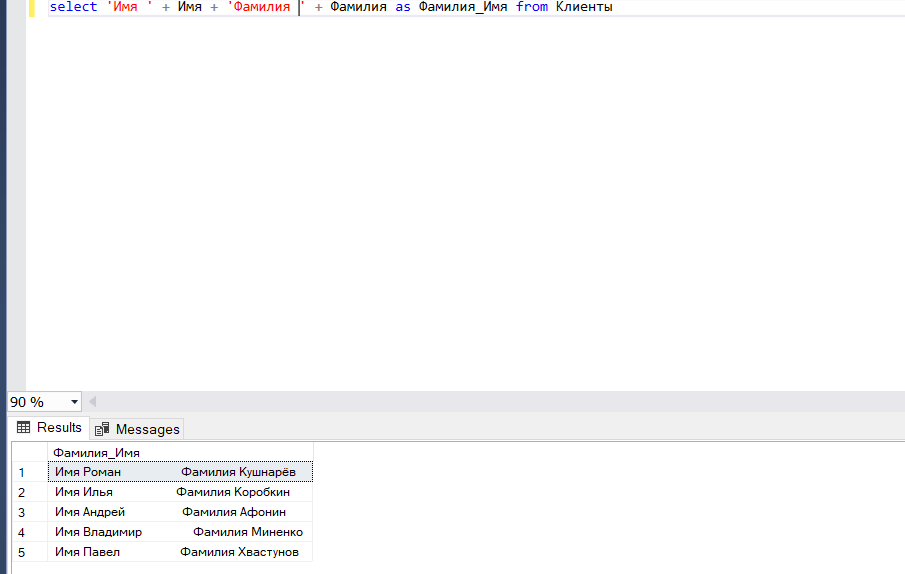 select 'Имя ' + Имя + 'Фамилия ' + Фамилия as Фамилия_Имя from Клиенты
90 %
Results Messages
Фамилия_Имя
1 Имя Роман Фамилия Кушнарёв
2 Имя Илья Фамилия Коробкин
3 Имя Андрей Фамилия Афонин
4 Имя Владимир Фамилия Миненко
5 Имя Павел Фамилия Хвастунов